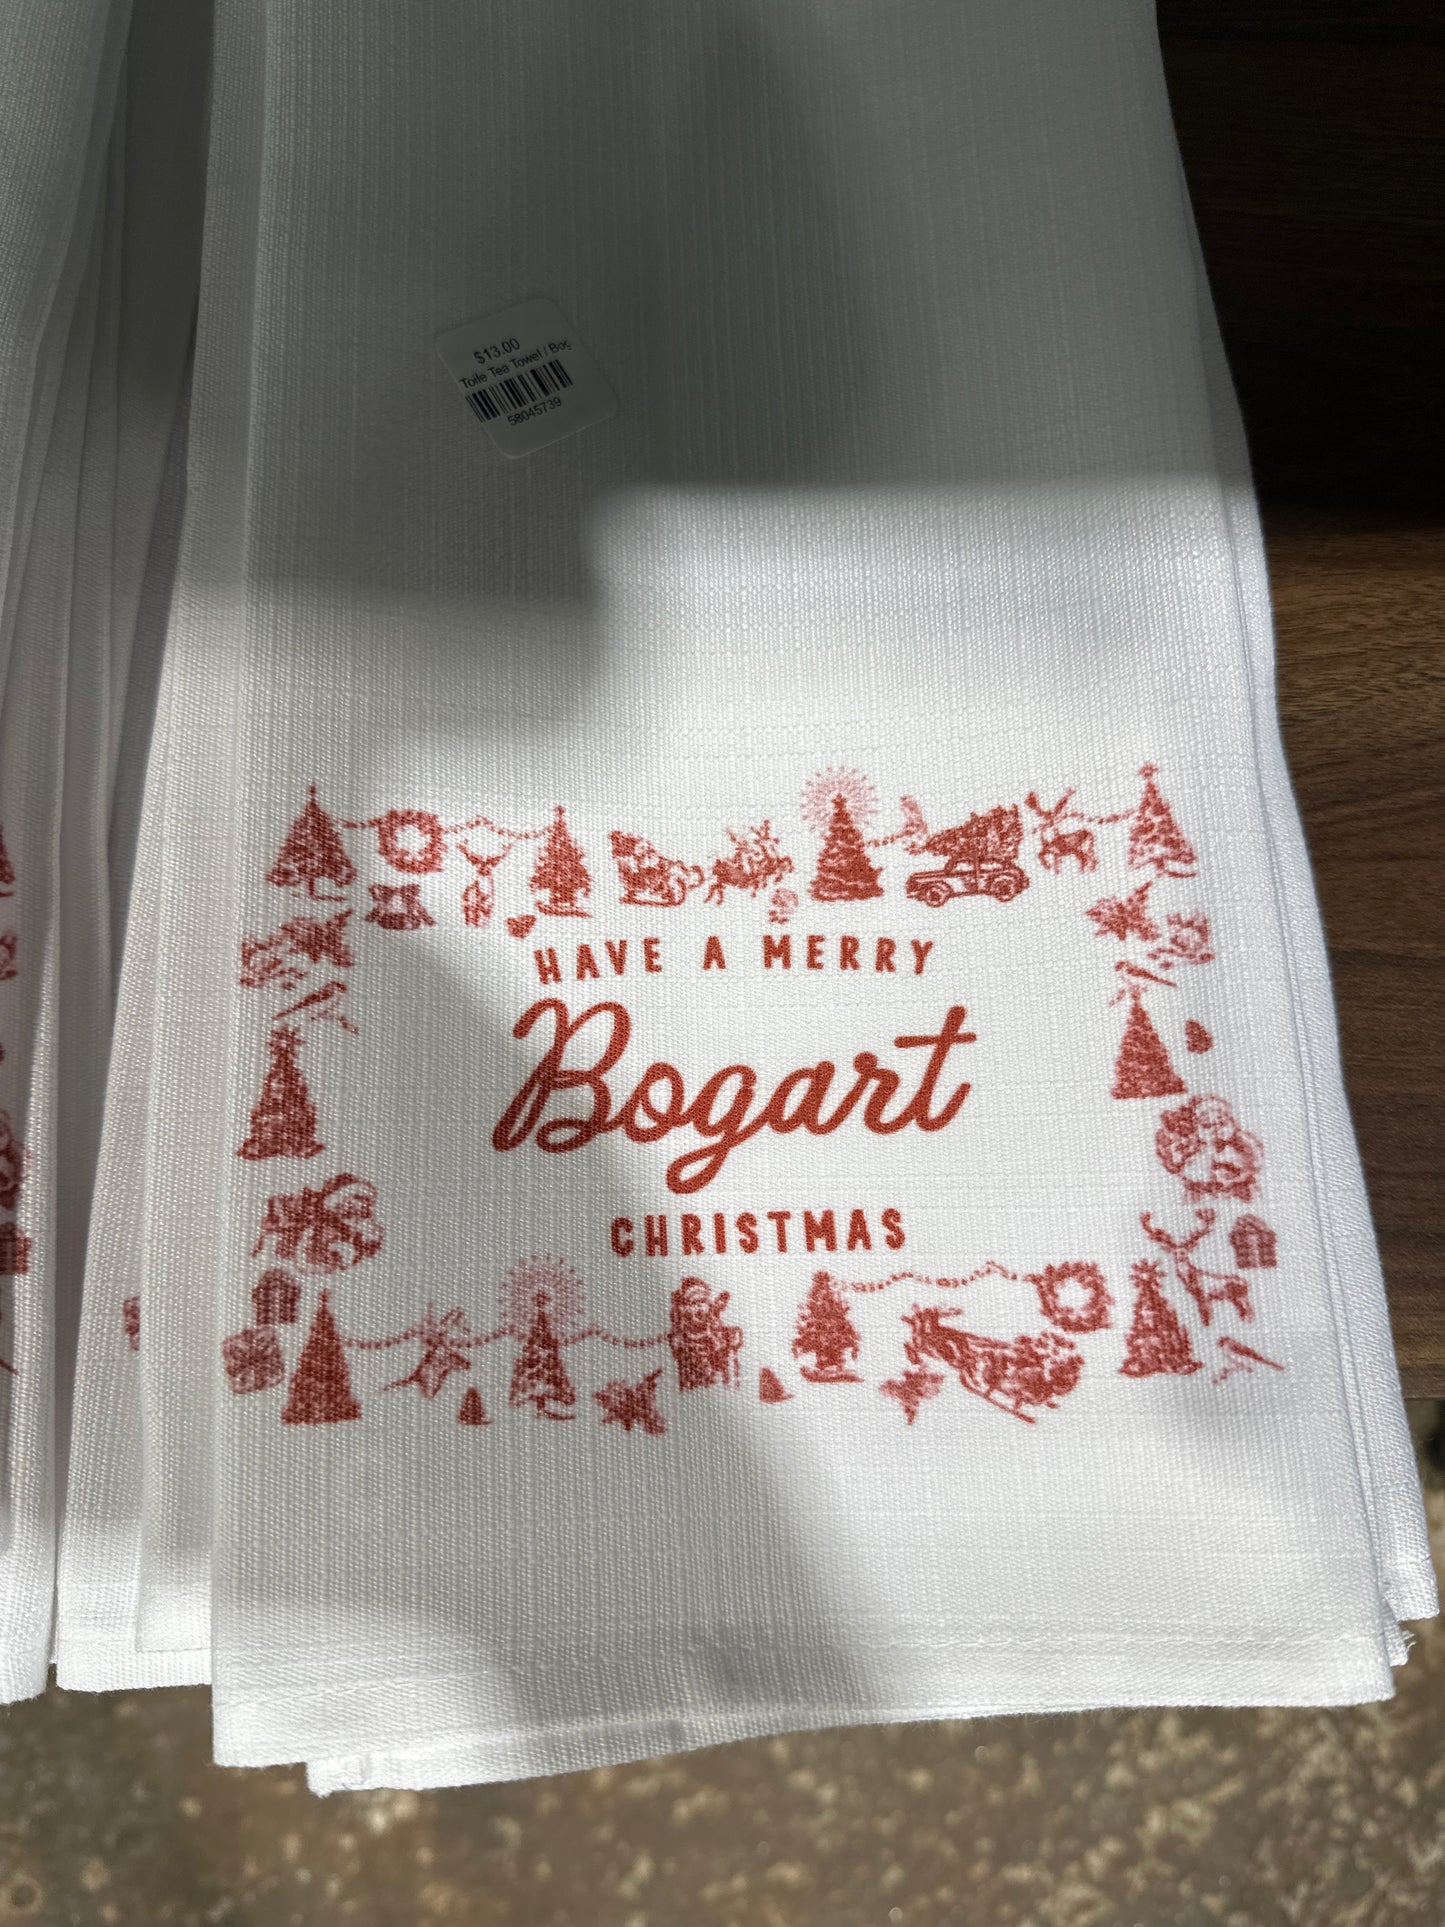 $13.00
Toile Tea Towel / Bog
58045739
HAVE A MERRY
Bogart
CHRISTMAS